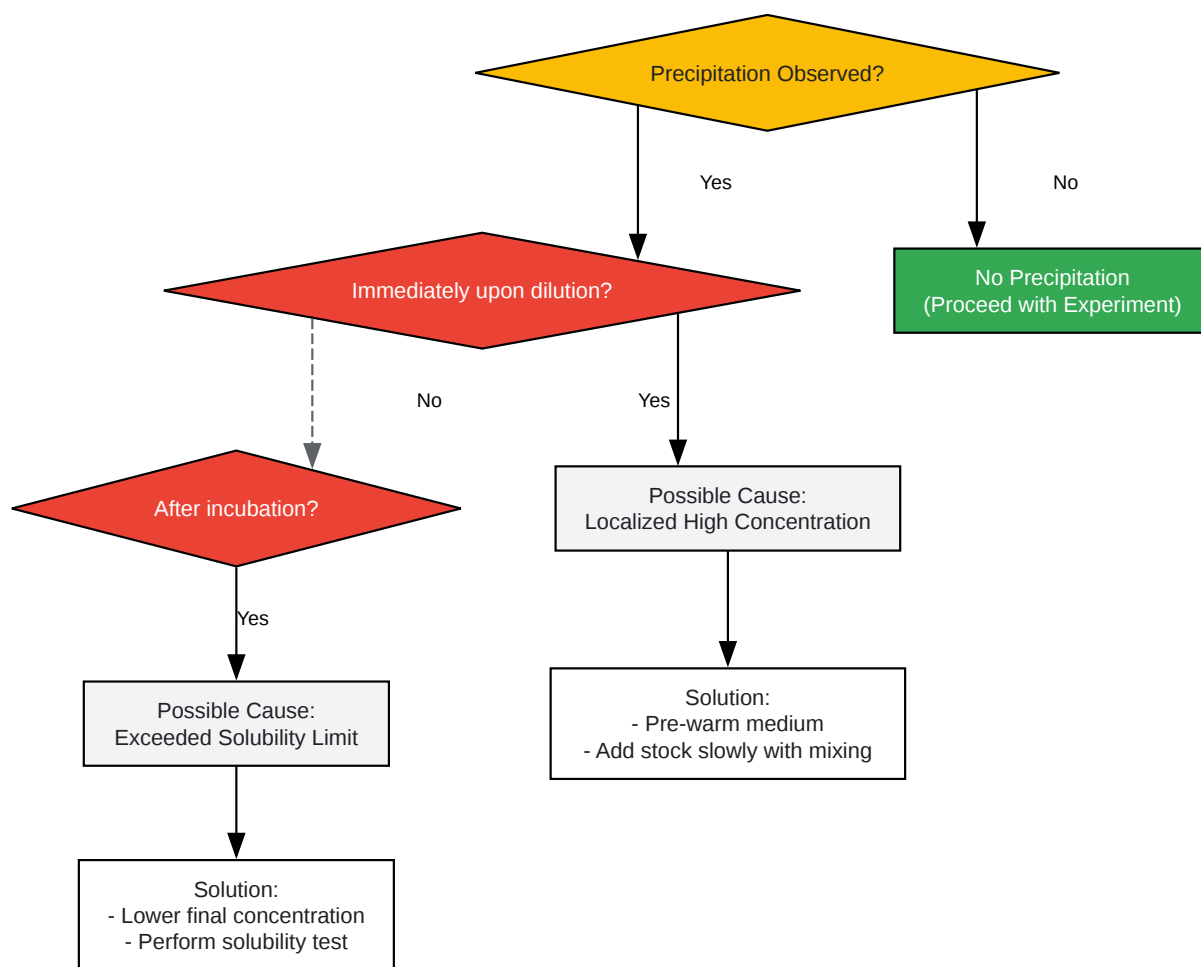 Precipitation Observed?
Yes
No
Immediately upon dilution?
No Precipitation
(Proceed with Experiment)
No
Yes
After incubation?
Possible Cause:
Localized High Concentration
Yes
Possible Cause:
Exceeded Solubility Limit
Solution:
- Pre-warm medium
- Add stock slowly with mixing
Solution:
- Lower final concentration
- Perform solubility test